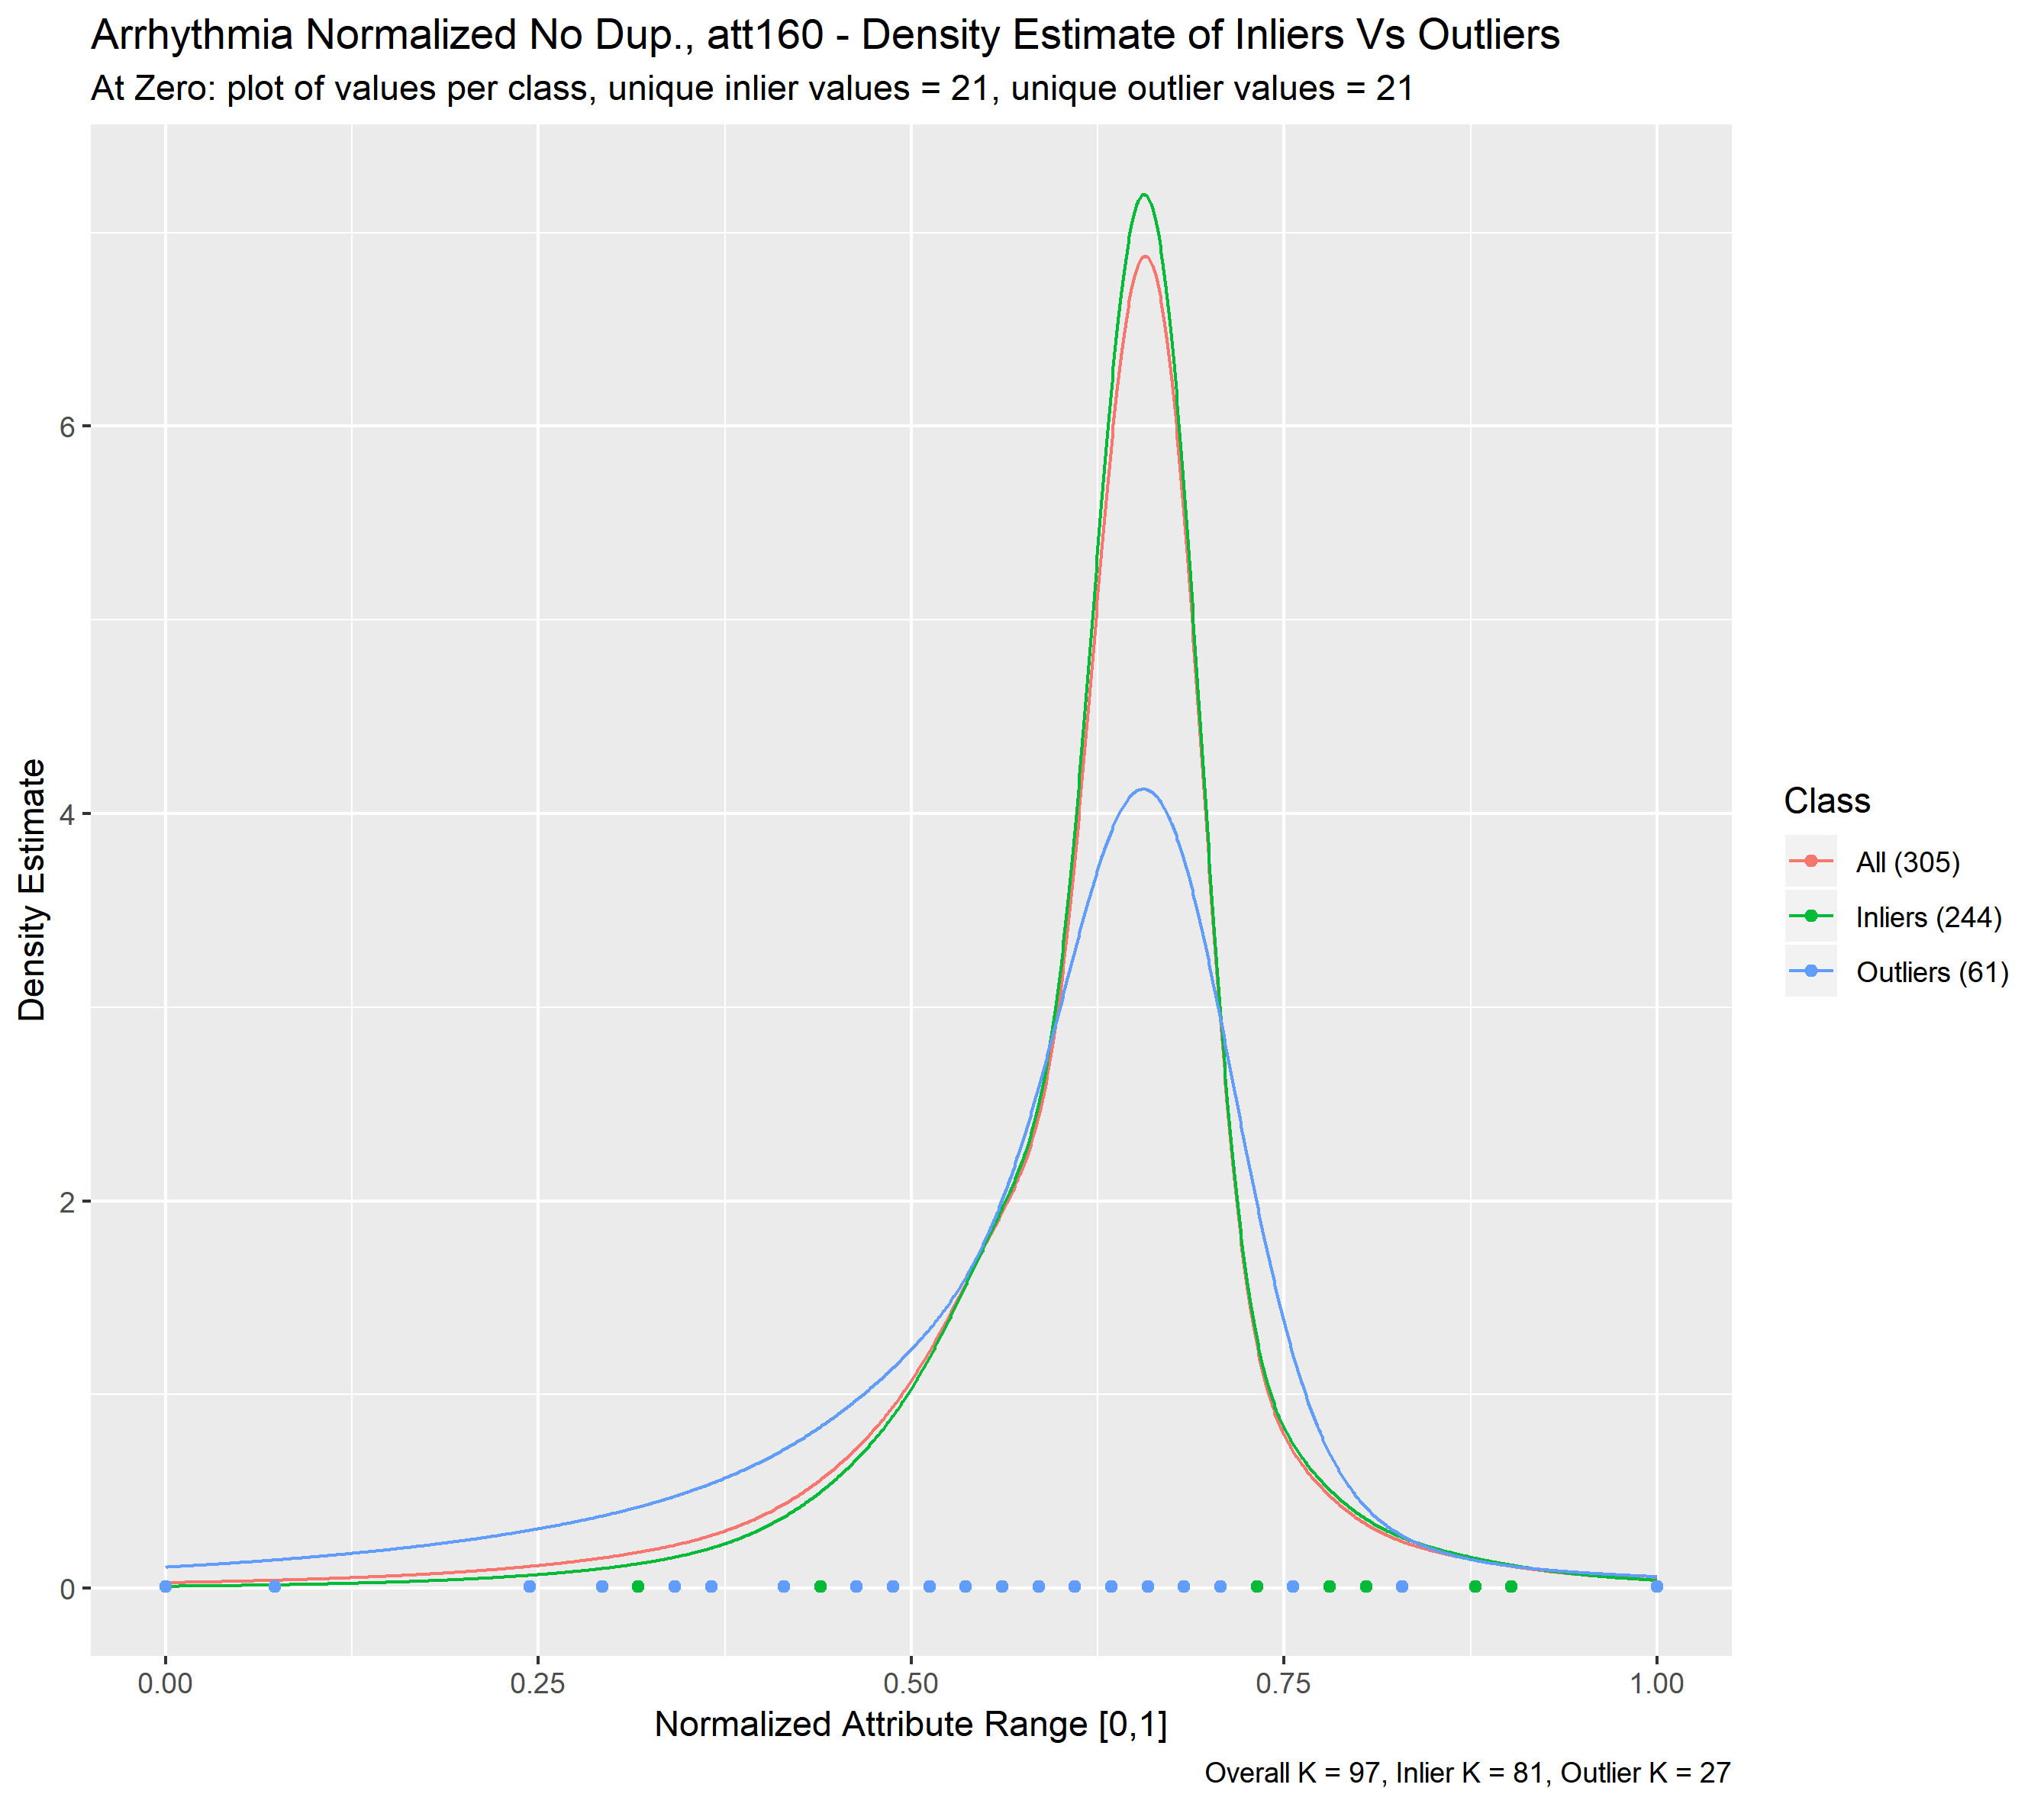 Arrhythmia Normalized No Dup., att160 - Density Estimate of Inliers Vs Outliers
At Zero: plot of values per class, unique inlier values = 21, unique outlier values = 21
6
4
2
0
Density Estimate
0.00 0.25 0.50 0.75 1.00
Normalized Attribute Range [0,1]
Class
All (305)
Inliers (244)
Outliers (61)
Overall K = 97, Inlier K = 81, Outlier K = 27